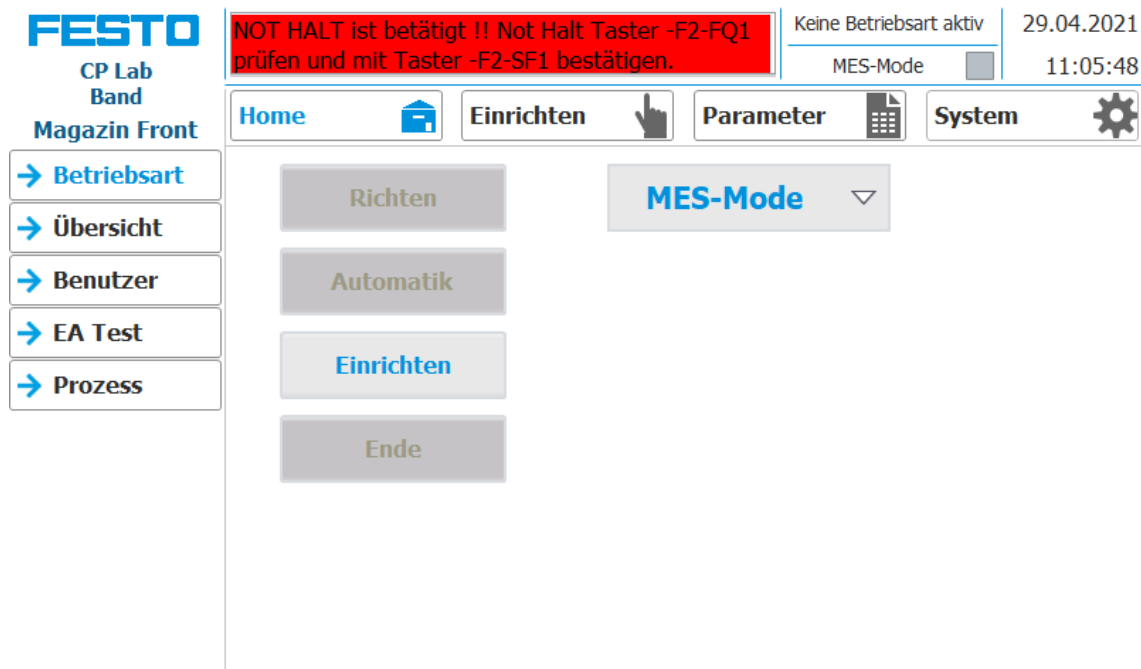 FESTO
CP Lab
Band
Magazin Front
NOT HALT ist betätigt !! Not Halt Taster -F2-FQ1
prüfen und mit Taster -F2-SF1 bestätigen.
Keine Betriebsart aktiv
MES-Mode
29.04.2021
11:05:48
Home
Einrichten
Parameter
System
Betriebsart
Übersicht
Benutzer
EA Test
Prozess
Richten
MES-Mode
Automatik
Einrichten
Ende